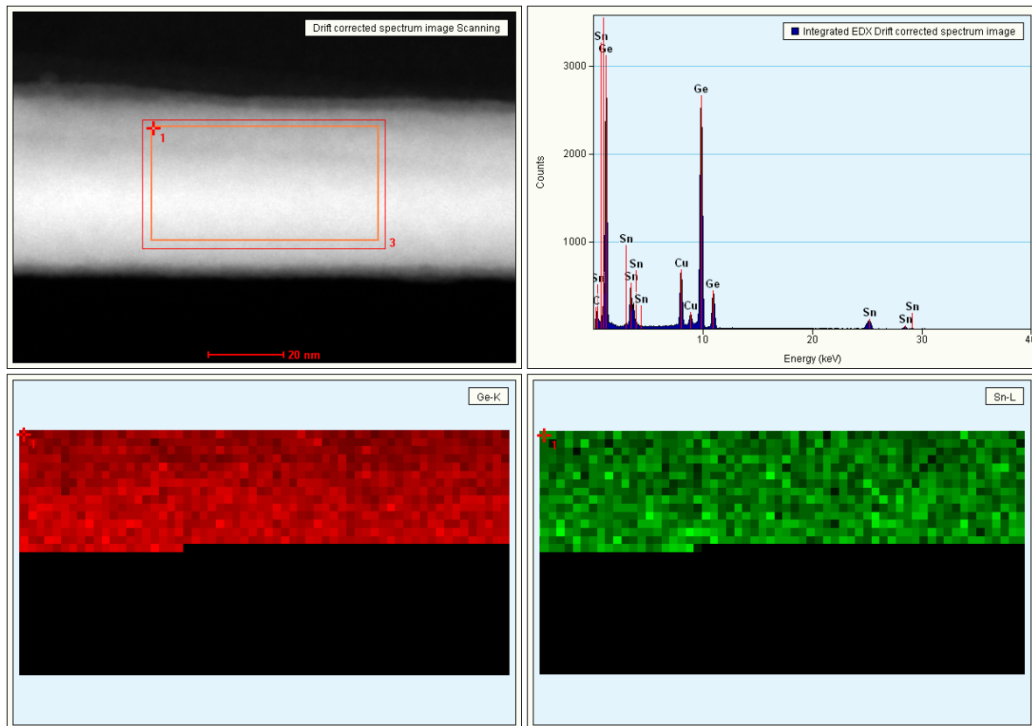 Drift corrected spectrum image Scanning
1
3
20 nm
Integrated EDX Drift corrected spectrum image
Sn
Ge
Ge
3000
2000
1000
Counts
Sn
Sn
C
Sn
Sn
Sn
Cu
Cu
Ge
Sn
Sn
Sn
10
20
30
40
Energy (keV)
Ge-K
1
Sn-L
1